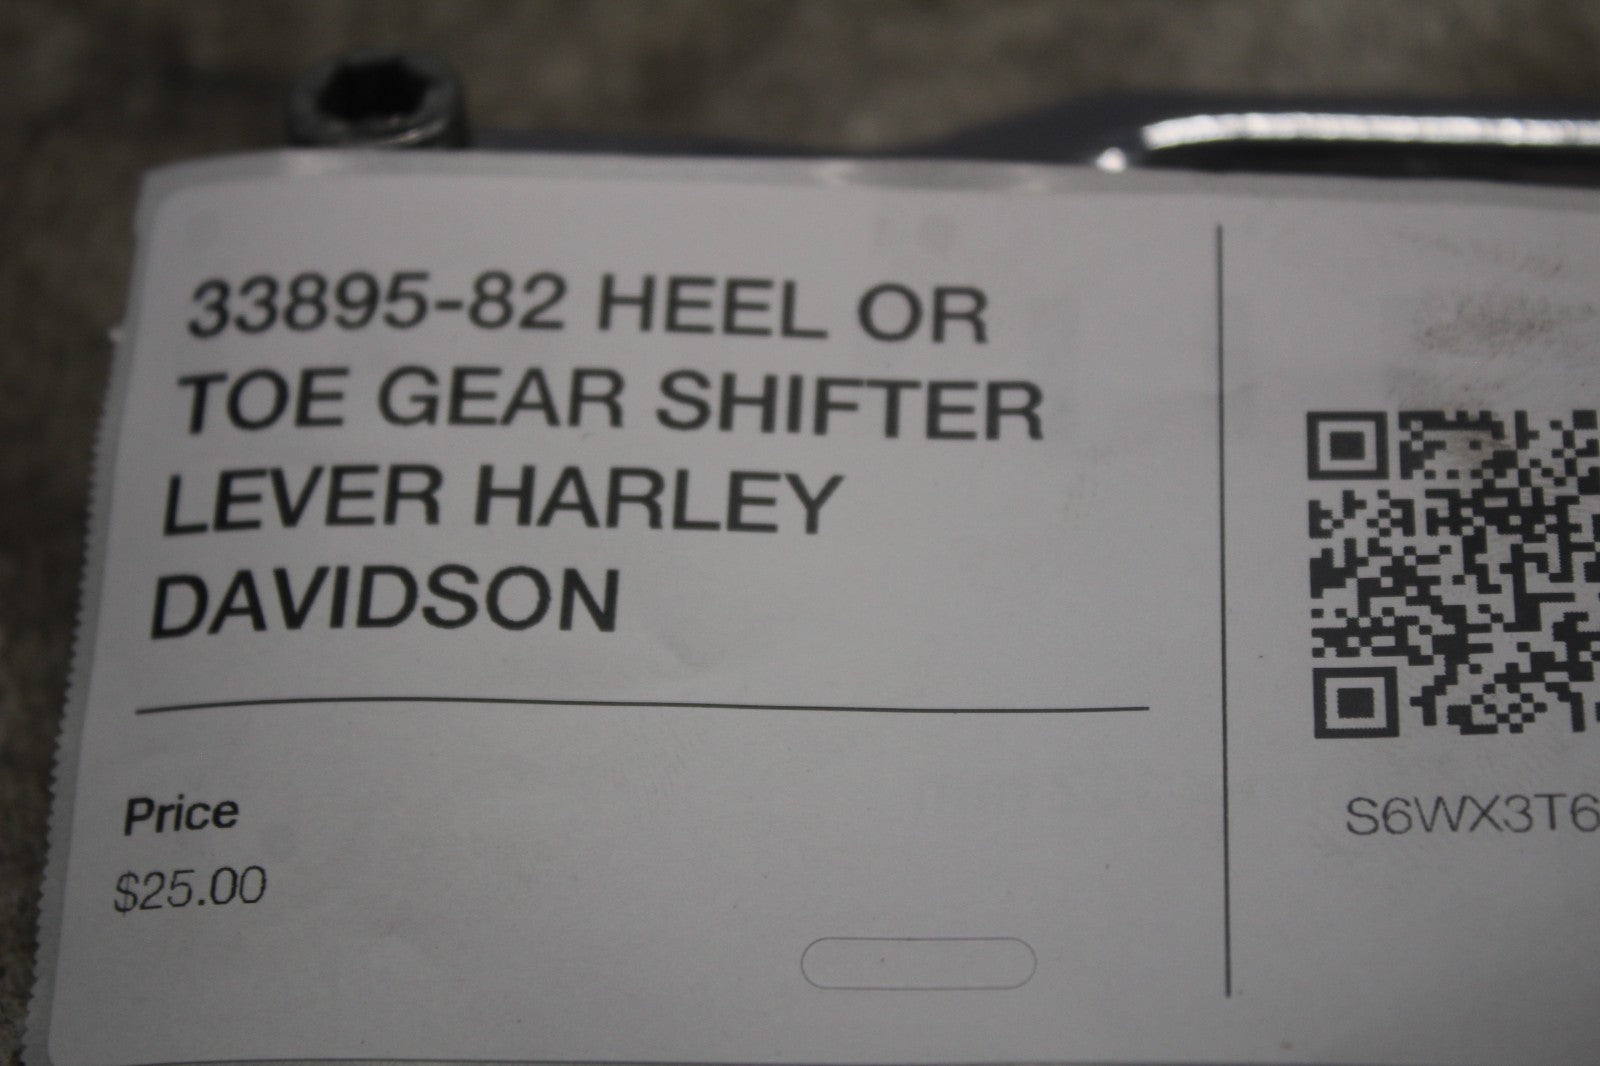 33895-82 HEEL OR
TOE GEAR SHIFTER
LEVER HARLEY
DAVIDSON
Price
$25.00
S6WX3T6